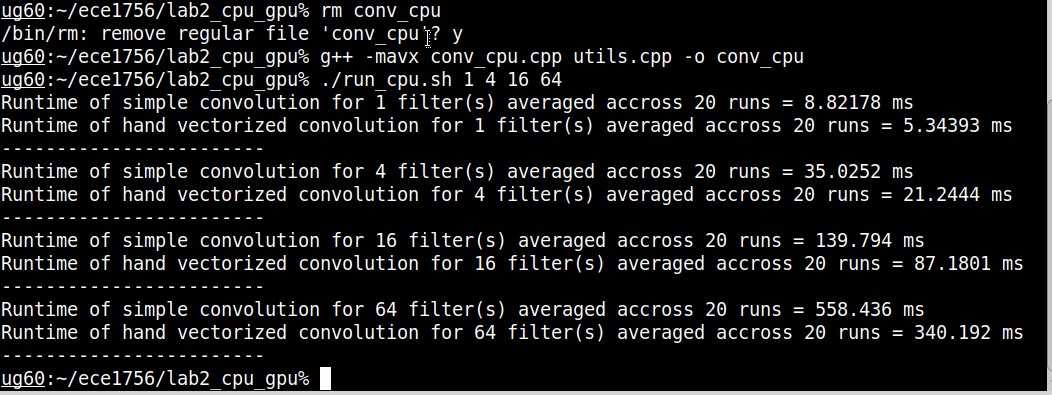 ug60:~/ece1756/lab2_cpu_gpu% rm conv_cpu
/bin/rm: remove regular file 'conv_cpu'? y
ug60:~/ece1756/lab2_cpu_gpu% g++ -mavx conv_cpu.cpp utils.cpp -o conv_cpu
ug60:~/ece1756/lab2_cpu_gpu% ./run_cpu.sh 1 4 16 64
Runtime of simple convolution for 1 filter(s) averaged accross 20 runs = 8.82178 ms
Runtime of hand vectorized convolution for 1 filter(s) averaged accross 20 runs = 5.34393 ms
------------------------
Runtime of simple convolution for 4 filter(s) averaged accross 20 runs = 35.0252 ms
Runtime of hand vectorized convolution for 4 filter(s) averaged accross 20 runs = 21.2444 ms
------------------------
Runtime of simple convolution for 16 filter(s) averaged accross 20 runs = 139.794 ms
Runtime of hand vectorized convolution for 16 filter(s) averaged accross 20 runs = 87.1801 ms
------------------------
Runtime of simple convolution for 64 filter(s) averaged accross 20 runs = 558.436 ms
Runtime of hand vectorized convolution for 64 filter(s) averaged accross 20 runs = 340.192 ms
------------------------
ug60:~/ece1756/lab2_cpu_gpu%